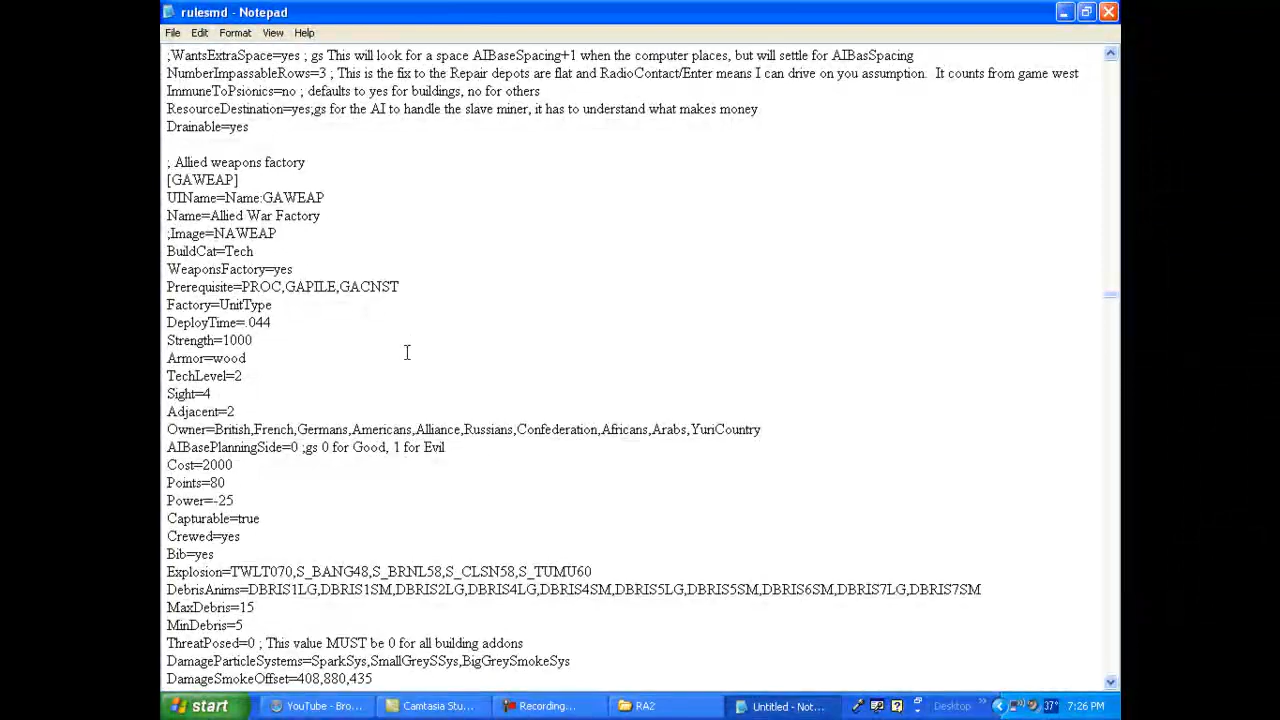 rulesmd - Notepad
File Edit Format View Help
;WantsExtraSpace=yes ; gs This will look for a space AIBaseSpacing+1 when the computer places, but will settle for AIBasSpacing
NumberImpassableRows=3 ; This is the fix to the Repair depots are flat and RadioContact/Enter means I can drive on you assumption.  It counts from game west
ImmuneToPsionics=no ; defaults to yes for buildings, no for others
ResourceDestination=yes;gs for the AI to handle the slave miner, it has to understand what makes money
Drainable=yes
; Allied weapons factory
[GAWEAP]
UIName=Name:GAWEAP
Name=Allied War Factory
;Image=NAWEAP
BuildCat=Tech
WeaponsFactory=yes
Prerequisite=PROC,GAPILE,GACNST
Factory=UnitType
DeployTime=.044
Strength=1000
Armor=wood
TechLevel=2
Sight=4
Adjacent=2
Owner=British,French,Germans,Americans,Alliance,Russians,Confederation,Africans,Arabs,YuriCountry
AIBasePlanningSide=0 ;gs 0 for Good, 1 for Evil
Cost=2000
Points=80
Power=-25
Capturable=true
Crewed=yes
Bib=yes
Explosion=TWLT070,S_BANG48,S_BRNL58,S_CLSN58,S_TUMU60
DebrisAnims=DBRIS1LG,DBRIS1SM,DBRIS2LG,DBRIS4LG,DBRIS4SM,DBRIS5LG,DBRIS5SM,DBRIS6SM,DBRIS7LG,DBRIS7SM
MaxDebris=15
MinDebris=5
ThreatPosed=0 ; This value MUST be 0 for all building addons
DamageParticleSystems=SparkSys,SmallGreySSys,BigGreySmokeSys
DamageSmokeOffset=408,880,435
start YouTube - Bro... Camtasia Stu... Recording... RA2 Untitled - Not... Desktop » 37° 7:26 PM